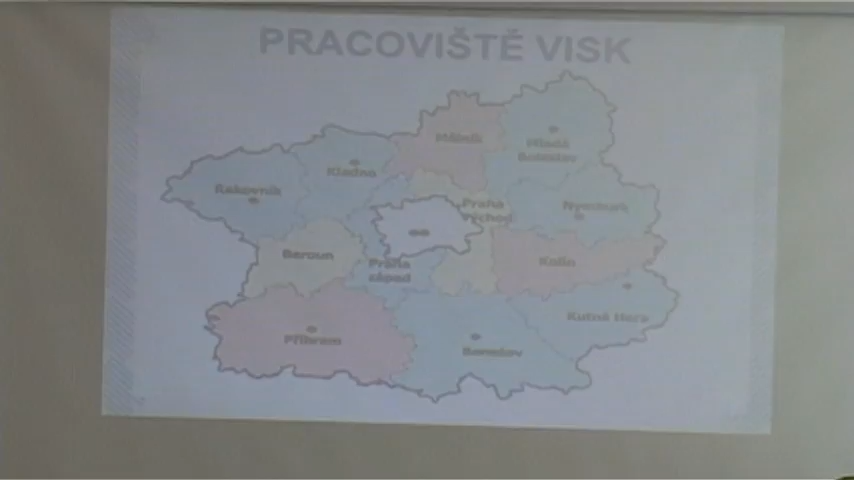 PRACOVIŠTĚ VISK
Mělník
Mladá
Boleslav
Kladno
Rakovník
Praha
východ
Nymburk
Beroun
Praha
západ
Kolín
Kutná Hora
Příbram
Benešov